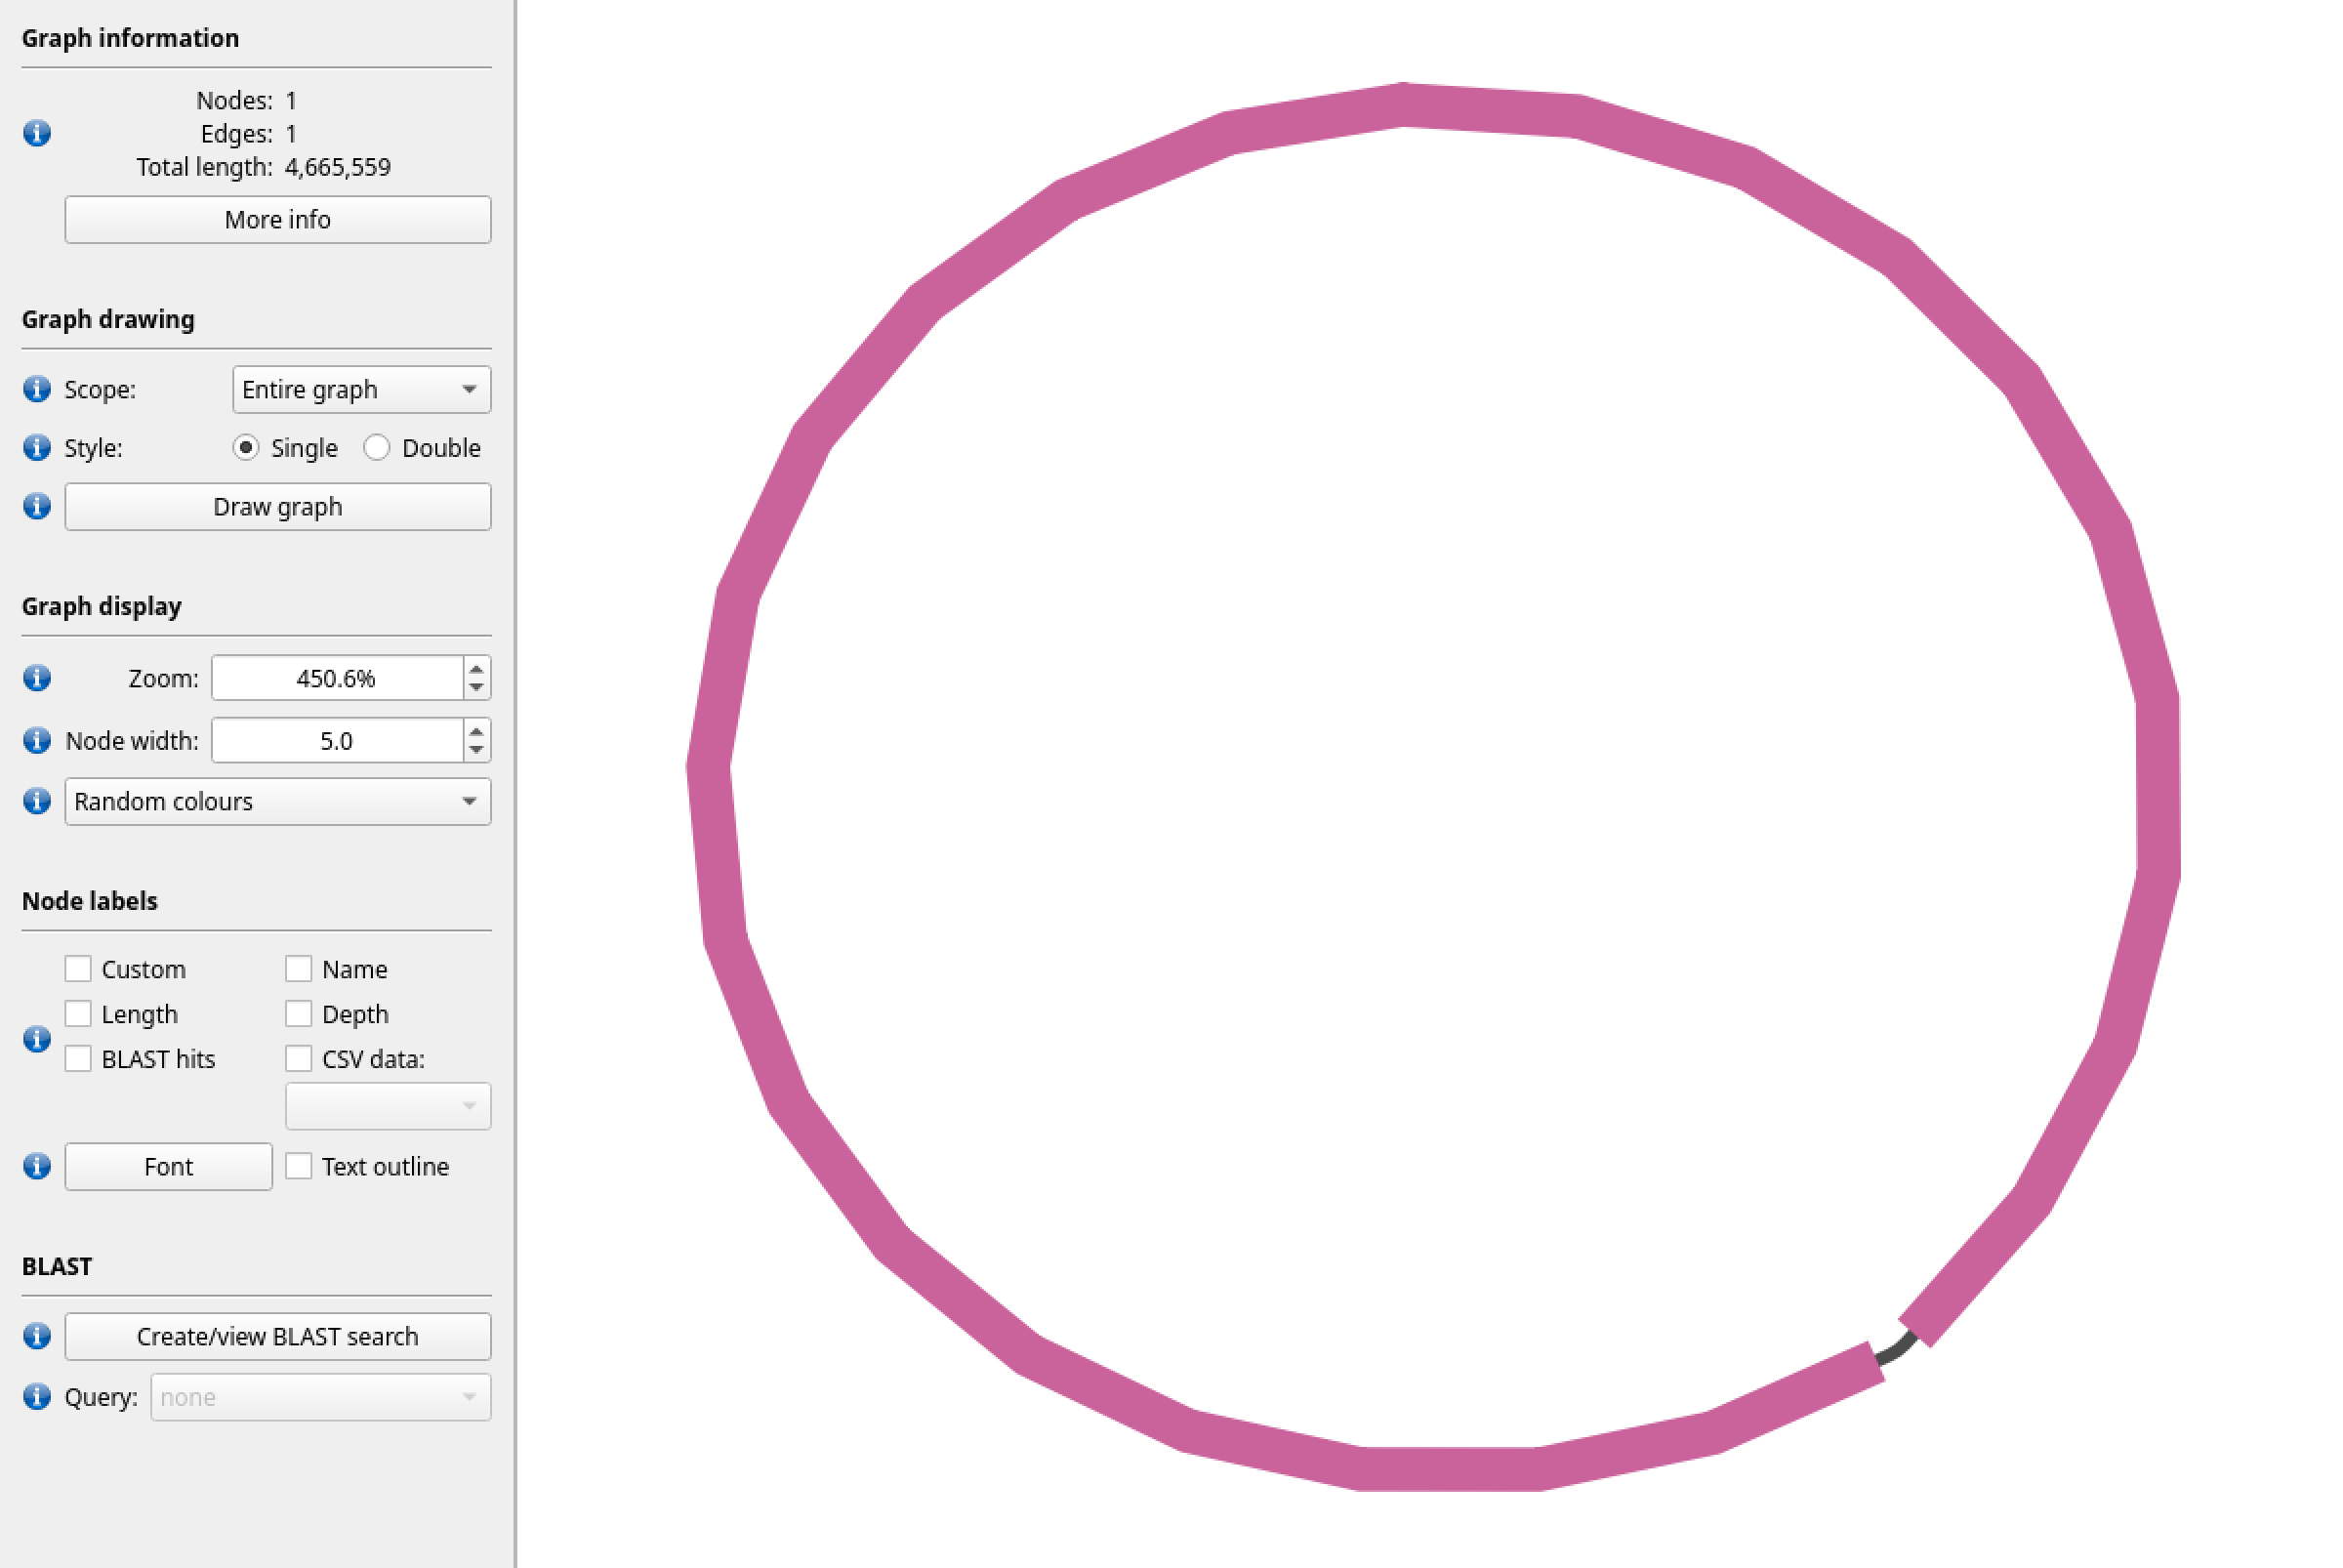 Graph information
Nodes: 1
Edges: 1
Total length: 4,665,559
More info
Graph drawing
Scope: Entire graph
Style: Single Double
Draw graph
Graph display
Zoom: 450.6%
Node width: 5.0
Random colours
Node labels
Custom Name
Length Depth
BLAST hits CSV data:
Font Text outline
BLAST
Create/view BLAST search
Query: none